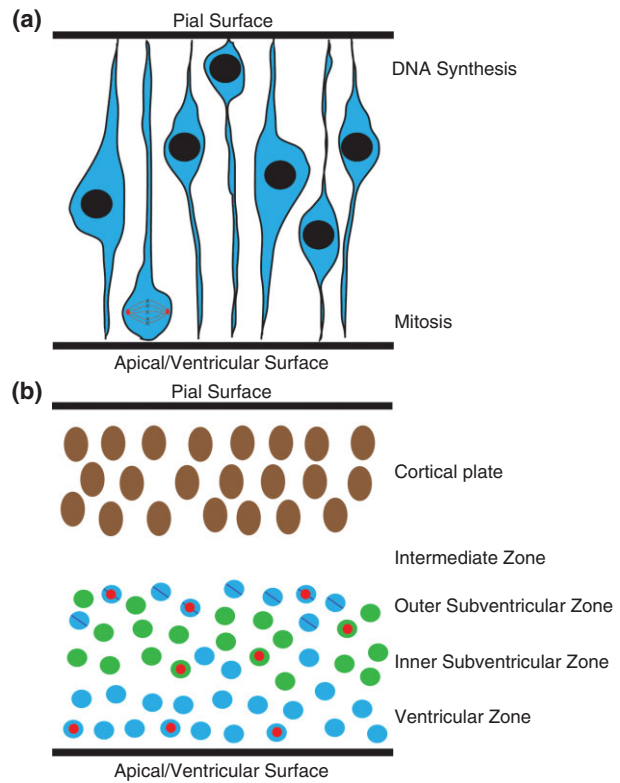 (a)
Pial Surface
DNA Synthesis
Mitosis
Apical/Ventricular Surface
(b)
Pial Surface
Cortical plate
Intermediate Zone
Outer Subventricular Zone
Inner Subventricular Zone
Ventricular Zone
Apical/Ventricular Surface